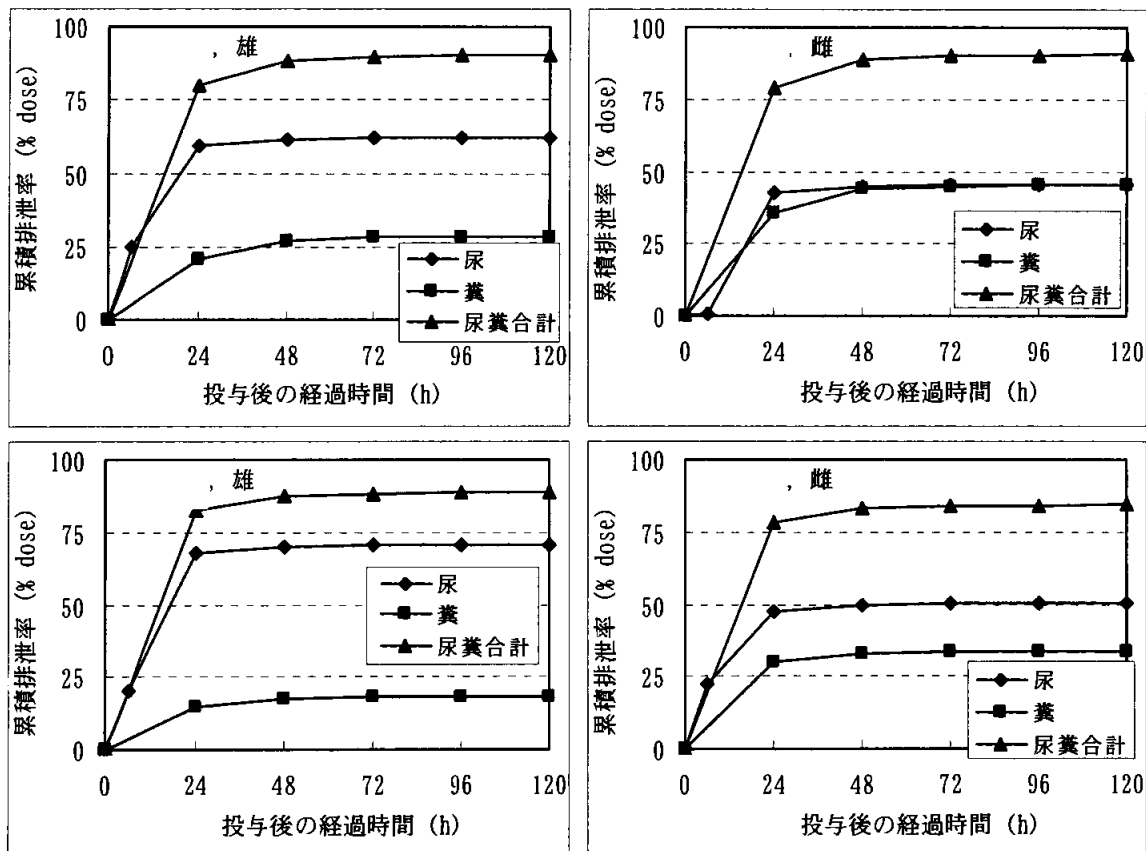 , 雄
累積排泄率 (% dose)
100
75
50
25
0
尿
糞
尿糞合計
0 24 48 72 96 120
投与後の経過時間 (h)
, 雌
累積排泄率 (% dose)
100
75
50
25
0
尿
糞
尿糞合計
0 24 48 72 96 120
投与後の経過時間 (h)
, 雄
累積排泄率 (% dose)
100
75
50
25
0
尿
糞
尿糞合計
0 24 48 72 96 120
投与後の経過時間 (h)
, 雌
累積排泄率 (% dose)
100
75
50
25
0
尿
糞
尿糞合計
0 24 48 72 96 120
投与後の経過時間 (h)